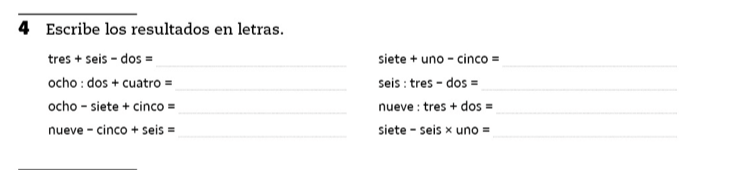 4 Escribe los resultados en letras.
tres + seis – dos =
ocho : dos + cuatro =
ocho – siete + cinco =
nueve – cinco + seis =
siete + uno – cinco =
seis : tres – dos =
nueve : tres + dos =
siete – seis × uno =